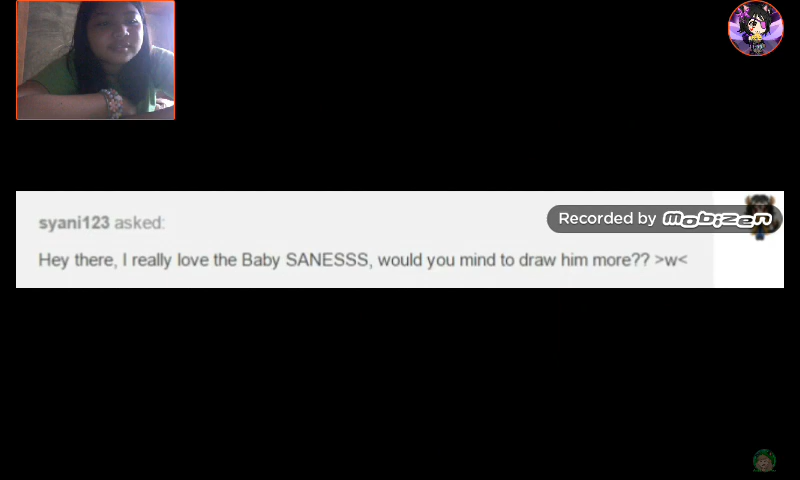 syani123 asked:
Recorded by mobizen
Hey there, I really love the Baby SANESSS, would you mind to draw him more?? >w<